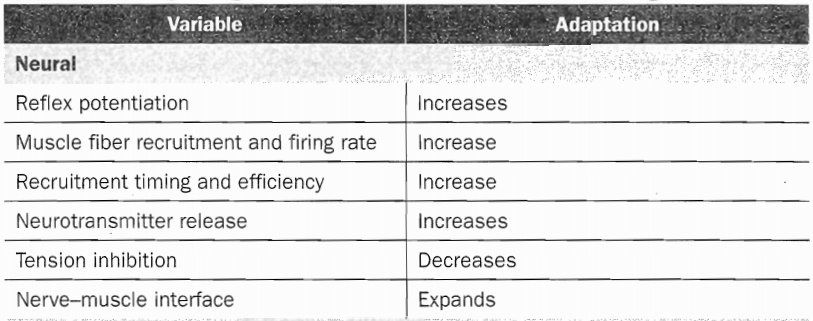 Variable Adaptation
Neural
Reflex potentiation Increases
Muscle fiber recruitment and firing rate Increase
Recruitment timing and efficiency Increase
Neurotransmitter release Increases
Tension inhibition Decreases
Nerve–muscle interface Expands